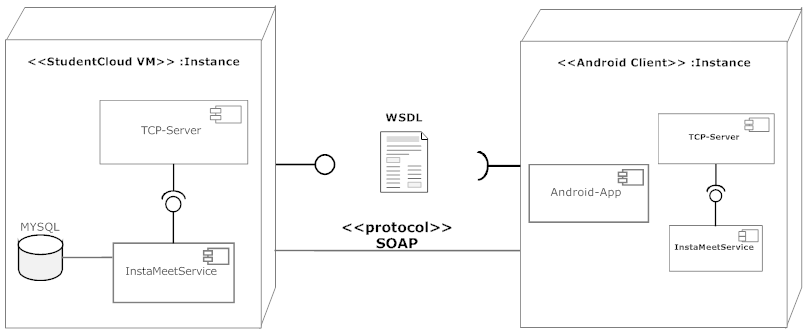 <<StudentCloud VM>> :Instance
TCP-Server
MYSQL
InstaMeetService
WSDL
<<protocol>>
SOAP
<<Android Client>> :Instance
Android-App
TCP-Server
InstaMeetService